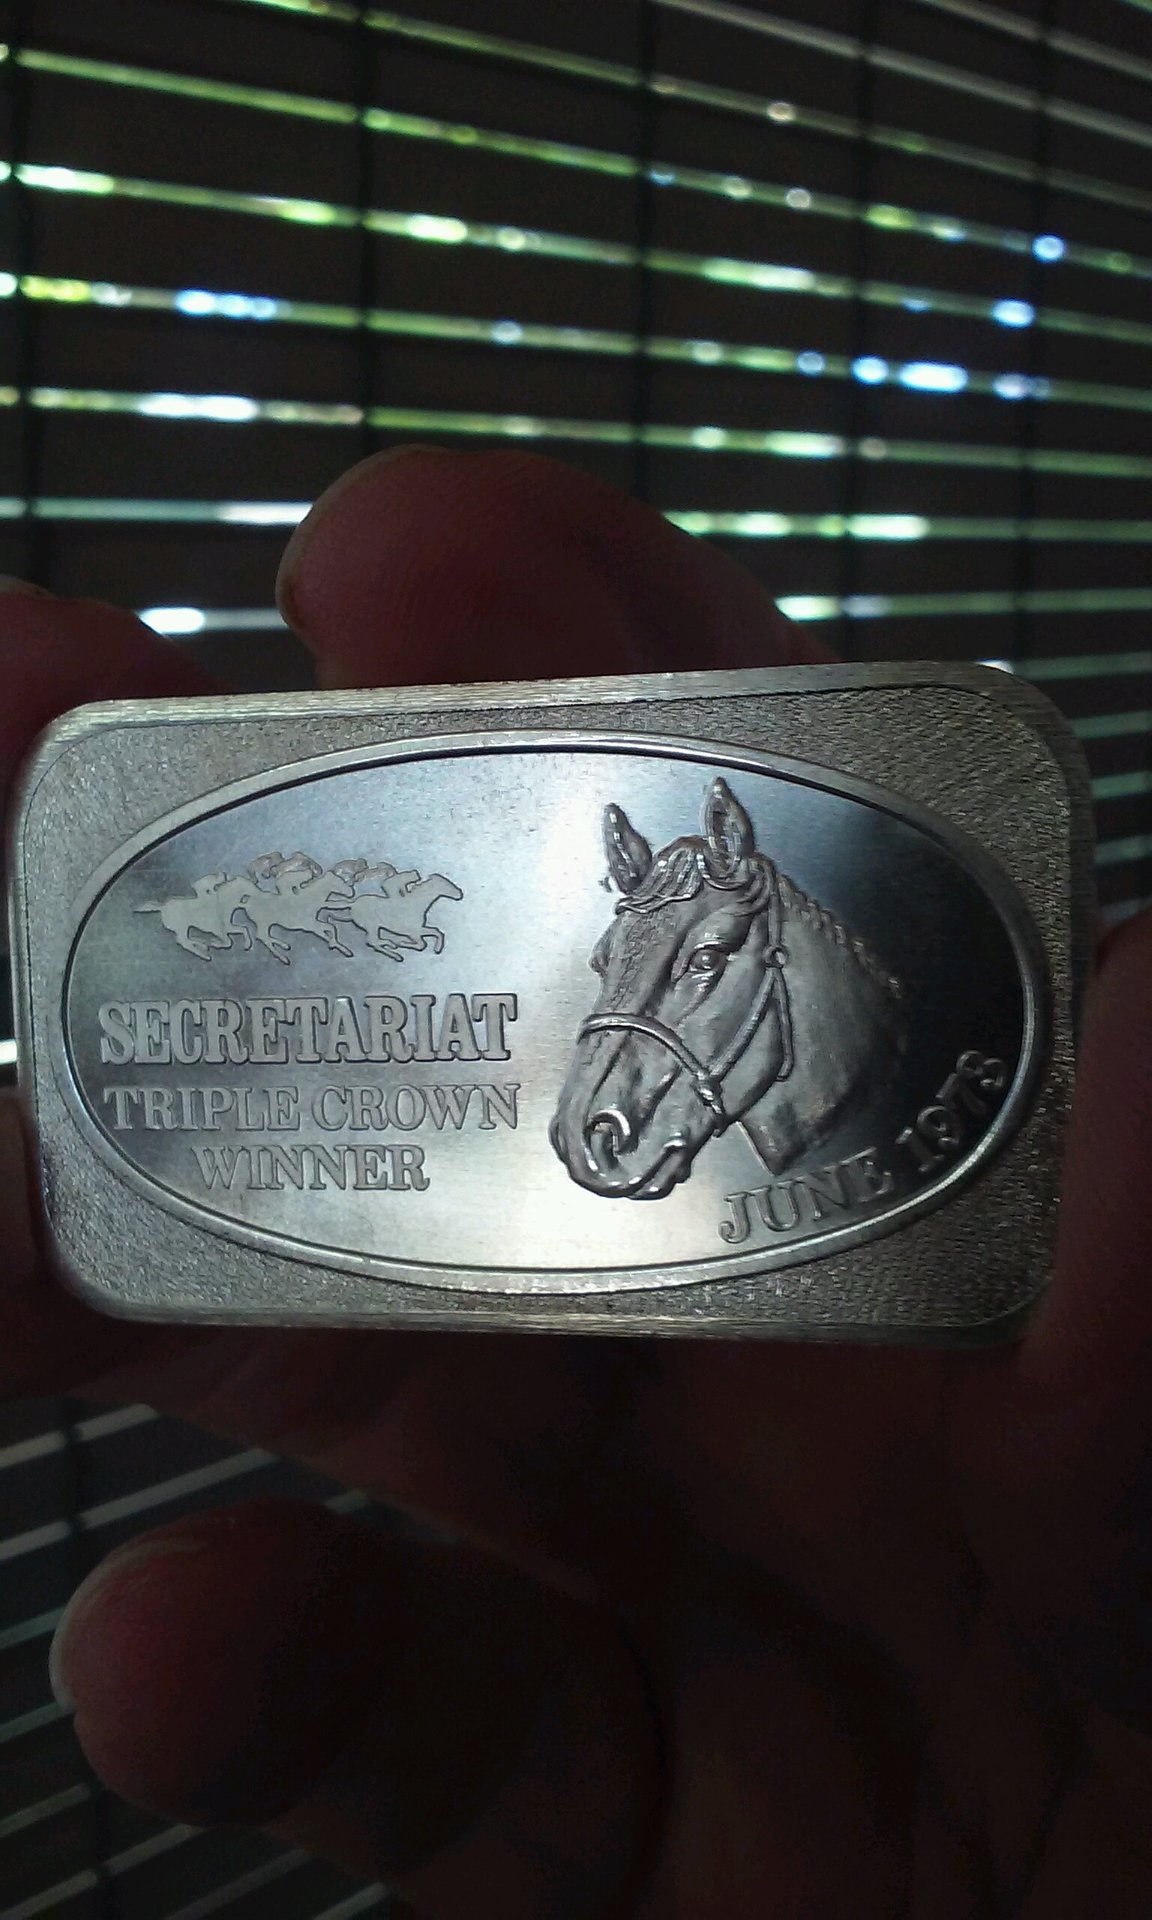 SECRETARIAT
TRIPLE CROWN
WINNER
JUNE 1973